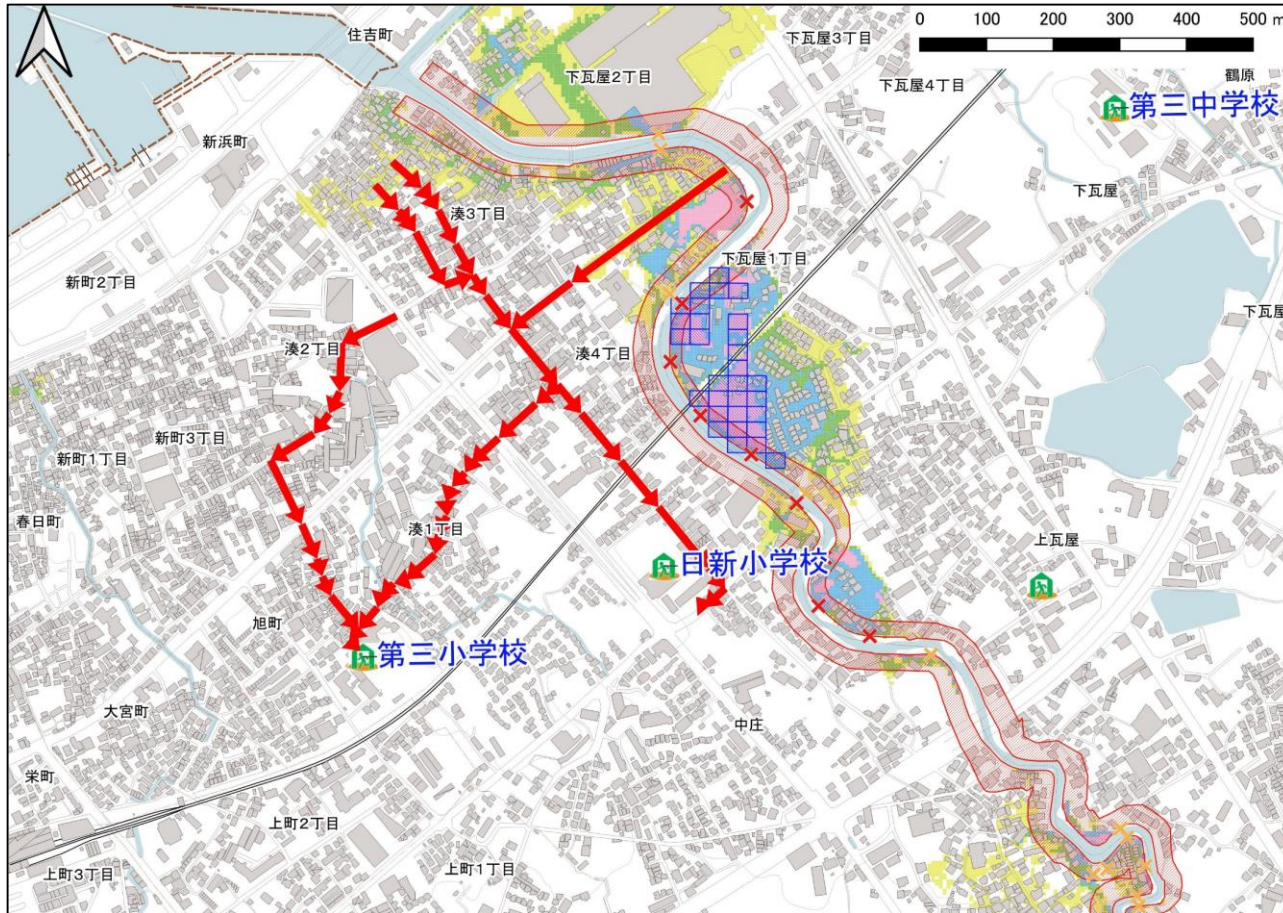 0 100 200 300 400 500 m
住吉町
下瓦屋3丁目
下瓦屋2丁目
下瓦屋4丁目
鶴原
第三中学校
新浜町
下瓦屋
湊3丁目
下瓦屋1丁目
新町2丁目
下瓦屋
湊2丁目
湊4丁目
新町3丁目
新町1丁目
春日町
湊1丁目
上瓦屋
日新小学校
旭町
第三小学校
大宮町
中庄
栄町
上町2丁目
上町3丁目
上町1丁目